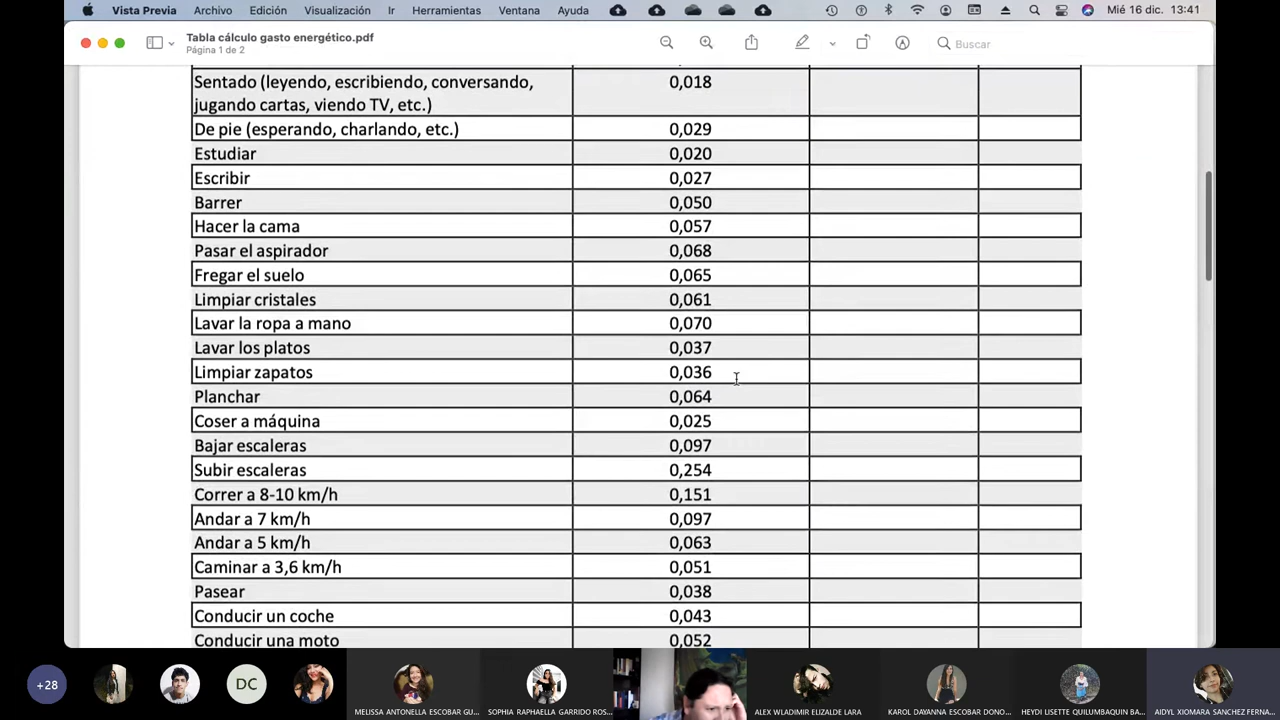 Vista Previa Archivo Edición Visualización Ir Herramientas Ventana Ayuda Mié 16 dic. 13:41
Tabla cálculo gasto energético.pdf
Página 1 de 2
Buscar
Sentado (leyendo, escribiendo, conversando, 0,018
jugando cartas, viendo TV, etc.)
De pie (esperando, charlando, etc.) 0,029
Estudiar 0,020
Escribir 0,027
Barrer 0,050
Hacer la cama 0,057
Pasar el aspirador 0,068
Fregar el suelo 0,065
Limpiar cristales 0,061
Lavar la ropa a mano 0,070
Lavar los platos 0,037
Limpiar zapatos 0,036
Planchar 0,064
Coser a máquina 0,025
Bajar escaleras 0,097
Subir escaleras 0,254
Correr a 8-10 km/h 0,151
Andar a 7 km/h 0,097
Andar a 5 km/h 0,063
Caminar a 3,6 km/h 0,051
Pasear 0,038
Conducir un coche 0,043
Conducir una moto 0,052
+28 DC
MELISSA ANTONELLA ESCOBAR GU... SOPHIA RAPHAELLA GARRIDO ROS... ALEX WLADIMIR ELIZALDE LARA KAROL DAYANNA ESCOBAR DONO... HEYDI LISETTE QUILUMBAQUIN BA... AIDYL XIOMARA SANCHEZ FERNA...